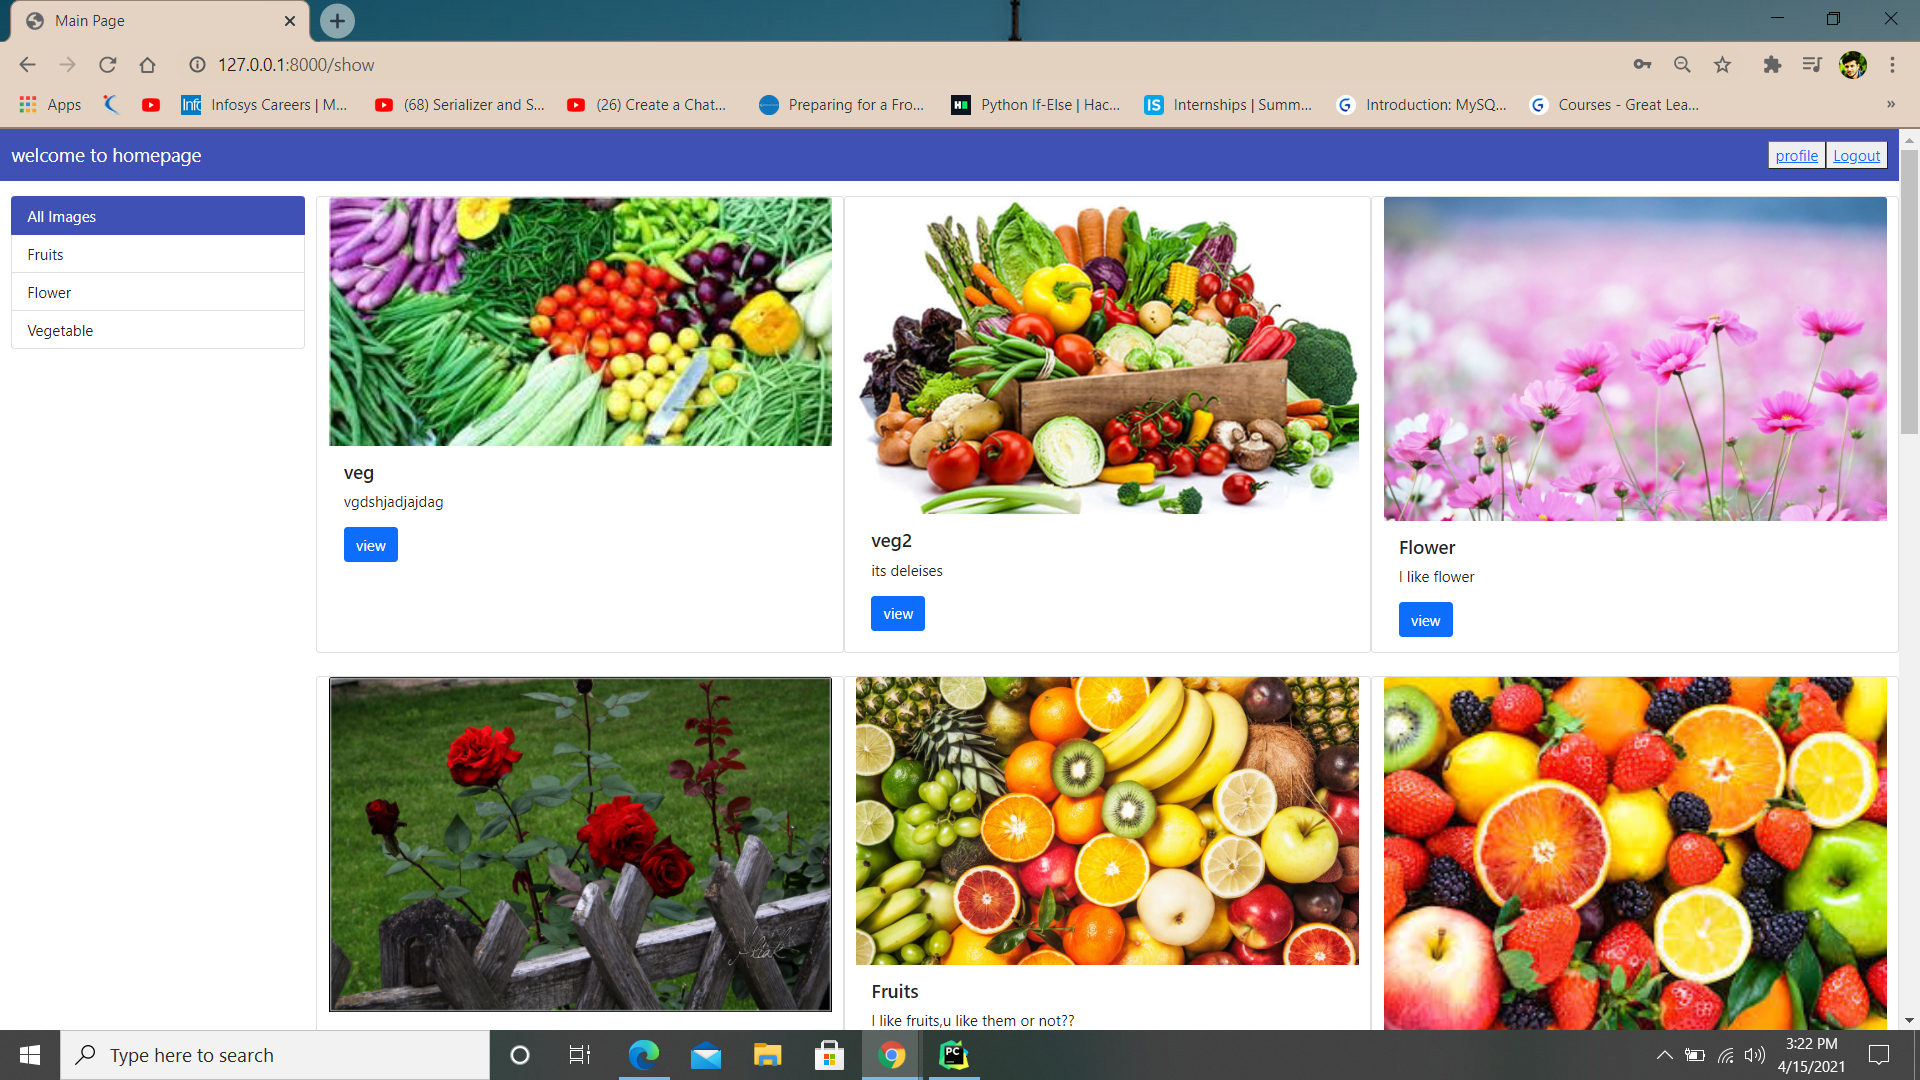 Main Page
127.0.0.1:8000/show
Apps
Infosys Careers | M...
(68) Serializer and S...
(26) Create a Chat...
Preparing for a Fro...
Python If-Else | Hac...
Internships | Summ...
Introduction: MySQ...
Courses - Great Lea...
»
welcome to homepage
profile
Logout
All Images
Fruits
Flower
Vegetable
veg
vgdshjadjajdag
view
veg2
its deleises
view
Flower
I like flower
view
Fruits
I like fruits,u like them or not??
Type here to search
3:22 PM
4/15/2021